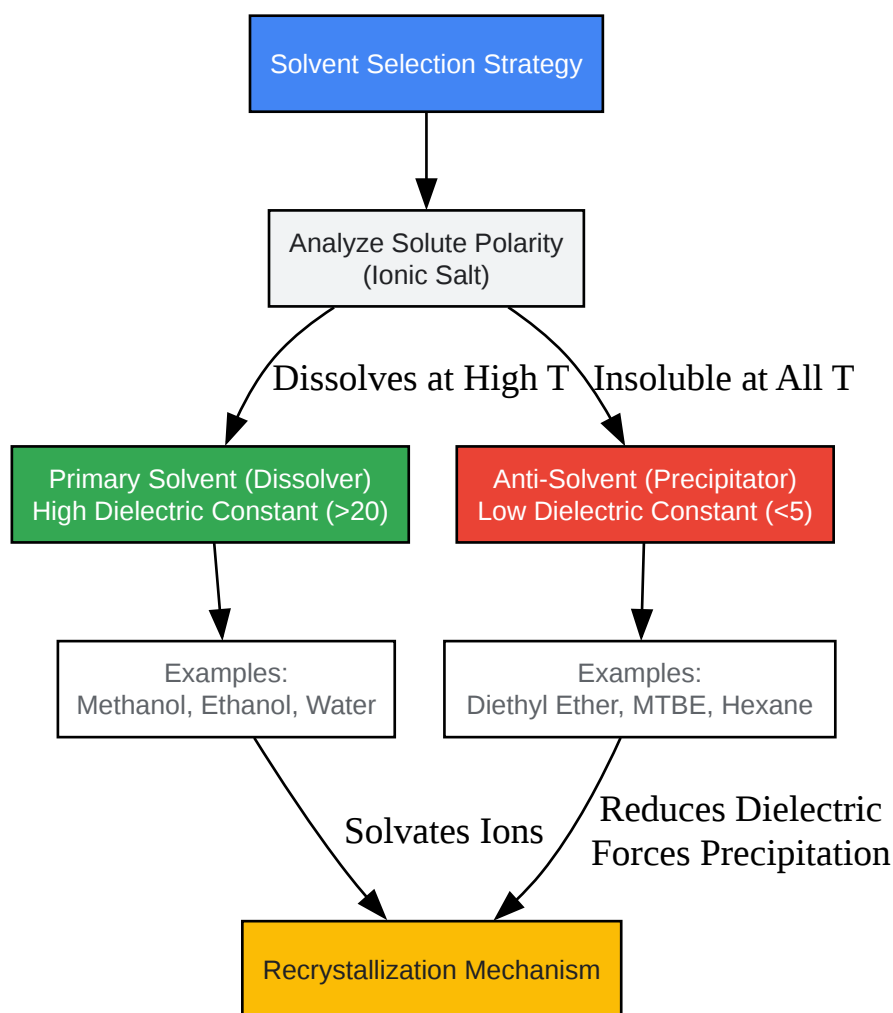 Solvent Selection Strategy
Analyze Solute Polarity
(Ionic Salt)
Dissolves at High T
Insoluble at All T
Primary Solvent (Dissolver)
High Dielectric Constant (>20)
Anti-Solvent (Precipitator)
Low Dielectric Constant (<5)
Examples:
Methanol, Ethanol, Water
Examples:
Diethyl Ether, MTBE, Hexane
Solvates Ions
Reduces Dielectric
Forces Precipitation
Recrystallization Mechanism